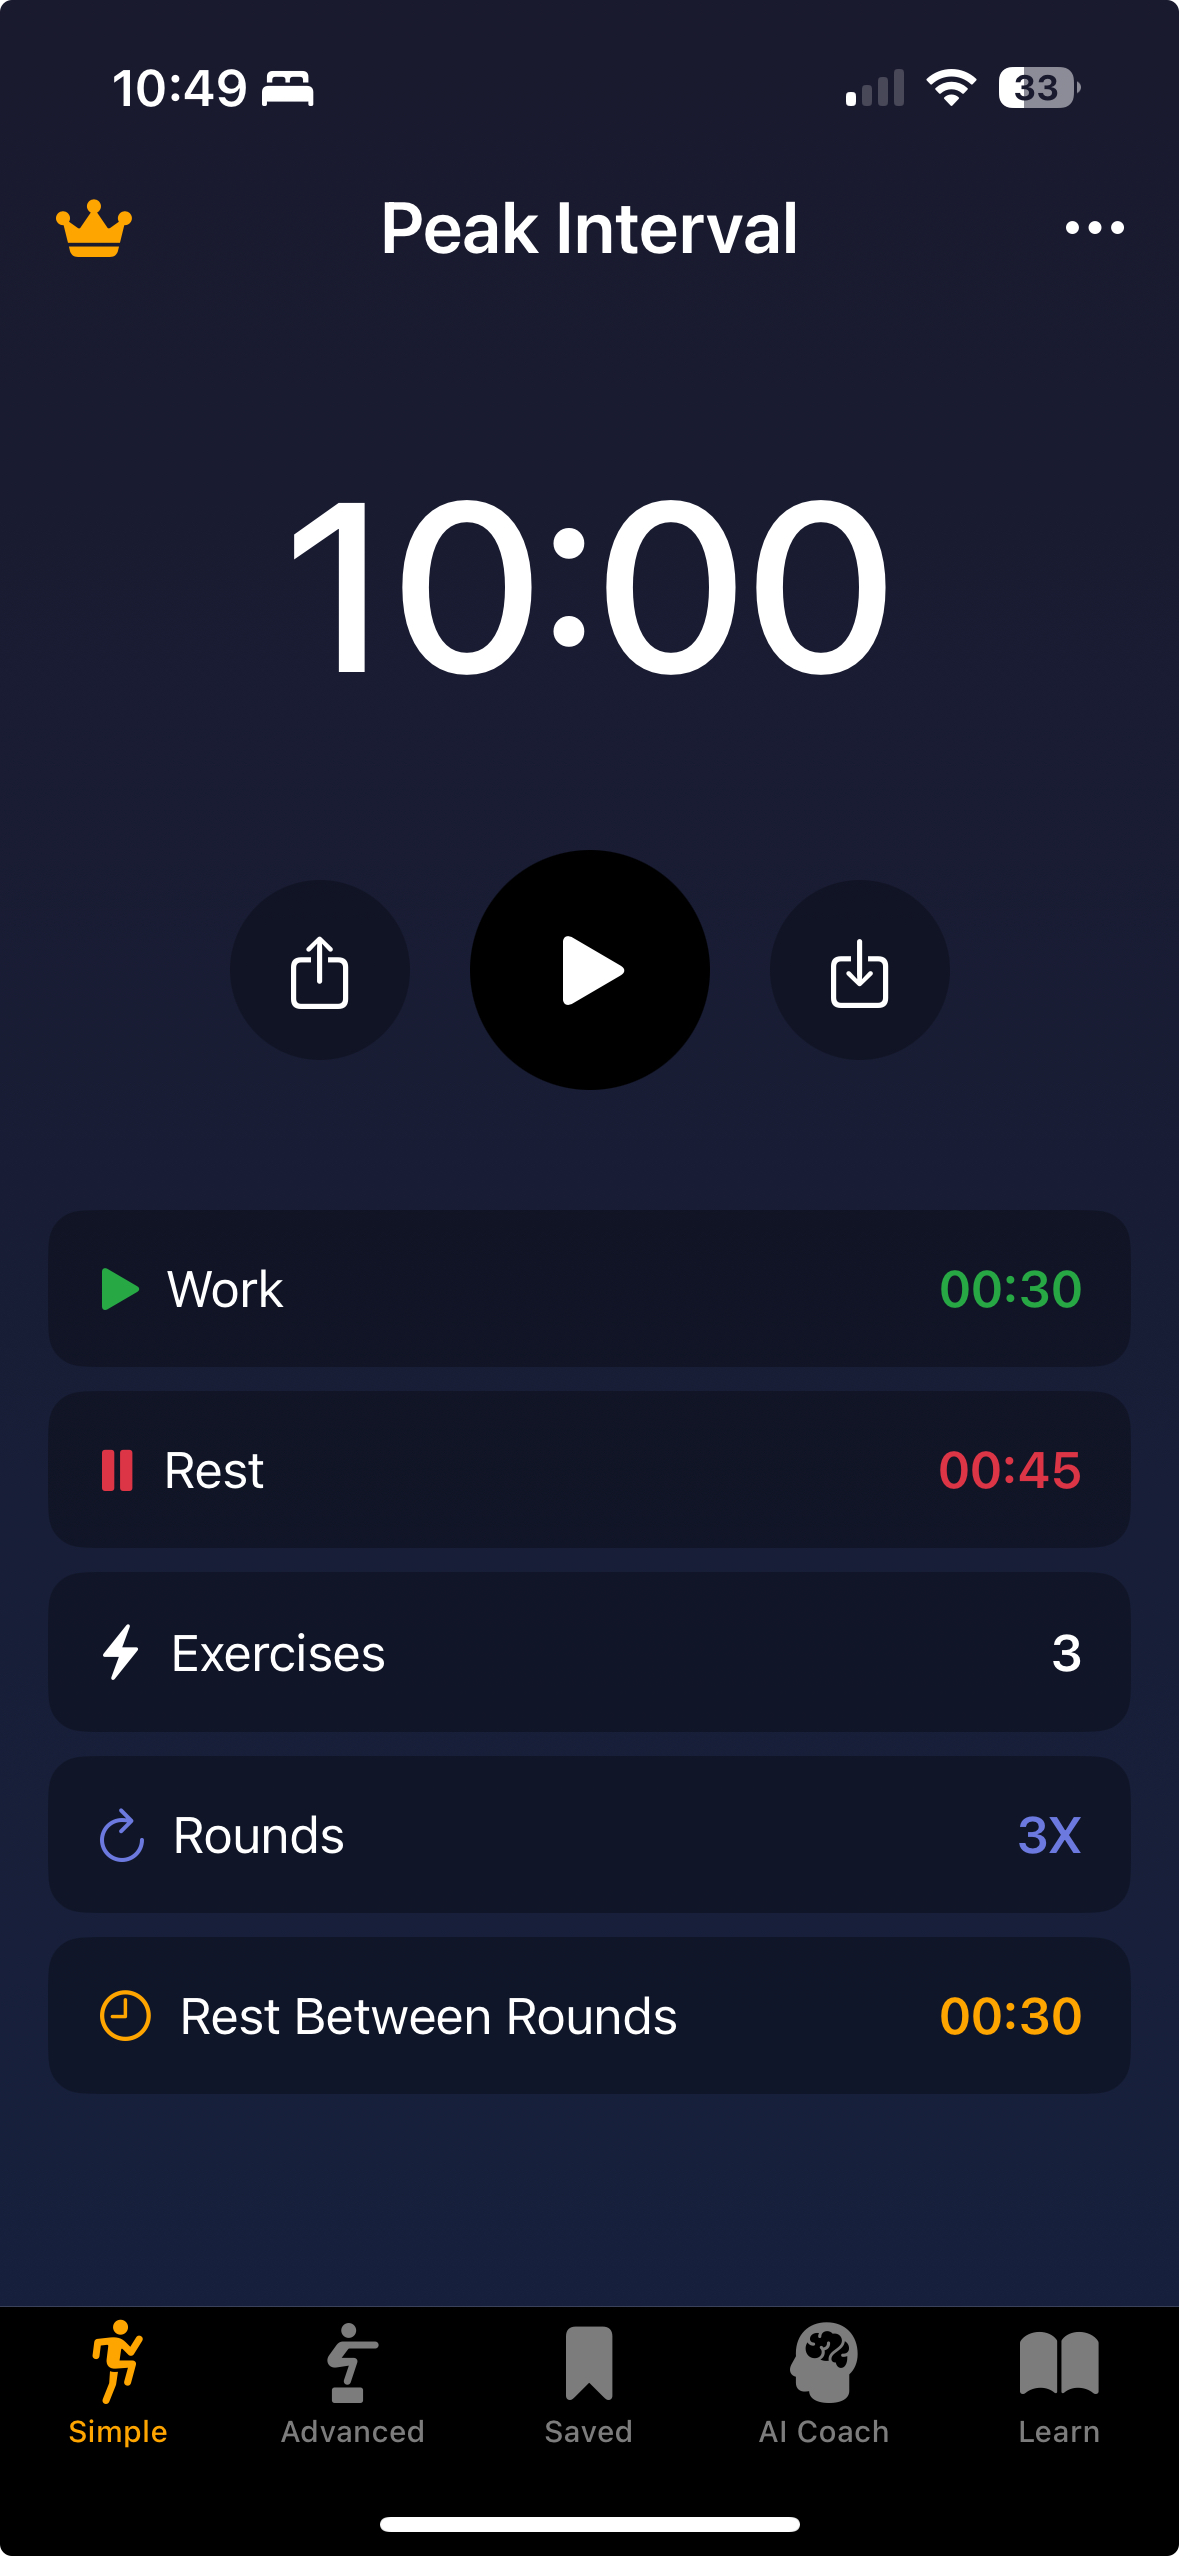 10:49 33
Peak Interval
10:00
Work 00:30
Rest 00:45
Exercises 3
Rounds 3X
Rest Between Rounds 00:30
Simple Advanced Saved AI Coach Learn